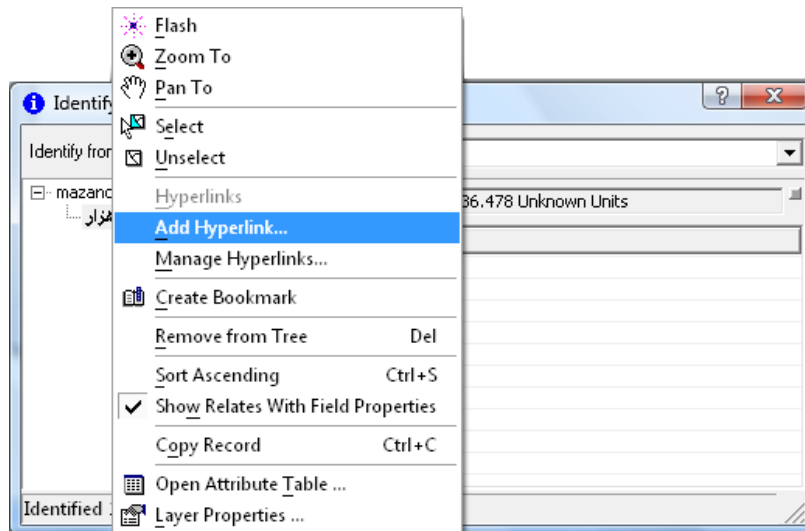 Flash
Zoom To
Pan To
Identify
Select
Identify from
Unselect
mazand
Hyperlinks
36.478 Unknown Units
هزار
Add Hyperlink...
Manage Hyperlinks...
Create Bookmark
Remove from Tree Del
Sort Ascending Ctrl+S
Show Relates With Field Properties
Copy Record Ctrl+C
Open Attribute Table ...
Identified
Layer Properties ...